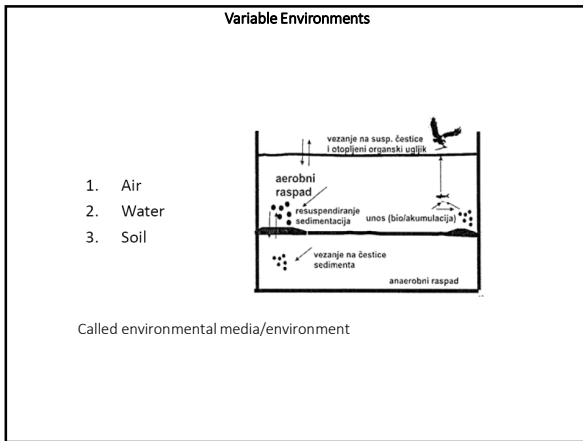 Variable Environments
1. Air
2. Water
3. Soil
vezanje na susp. čestice
i otopljeni organski ugljik
aerobni
raspad
resuspendiranje
sedimentacija
unos (bio/akumulacija)
vezanje na čestice
sedimenta
anaerobni raspad
Called environmental media/environment